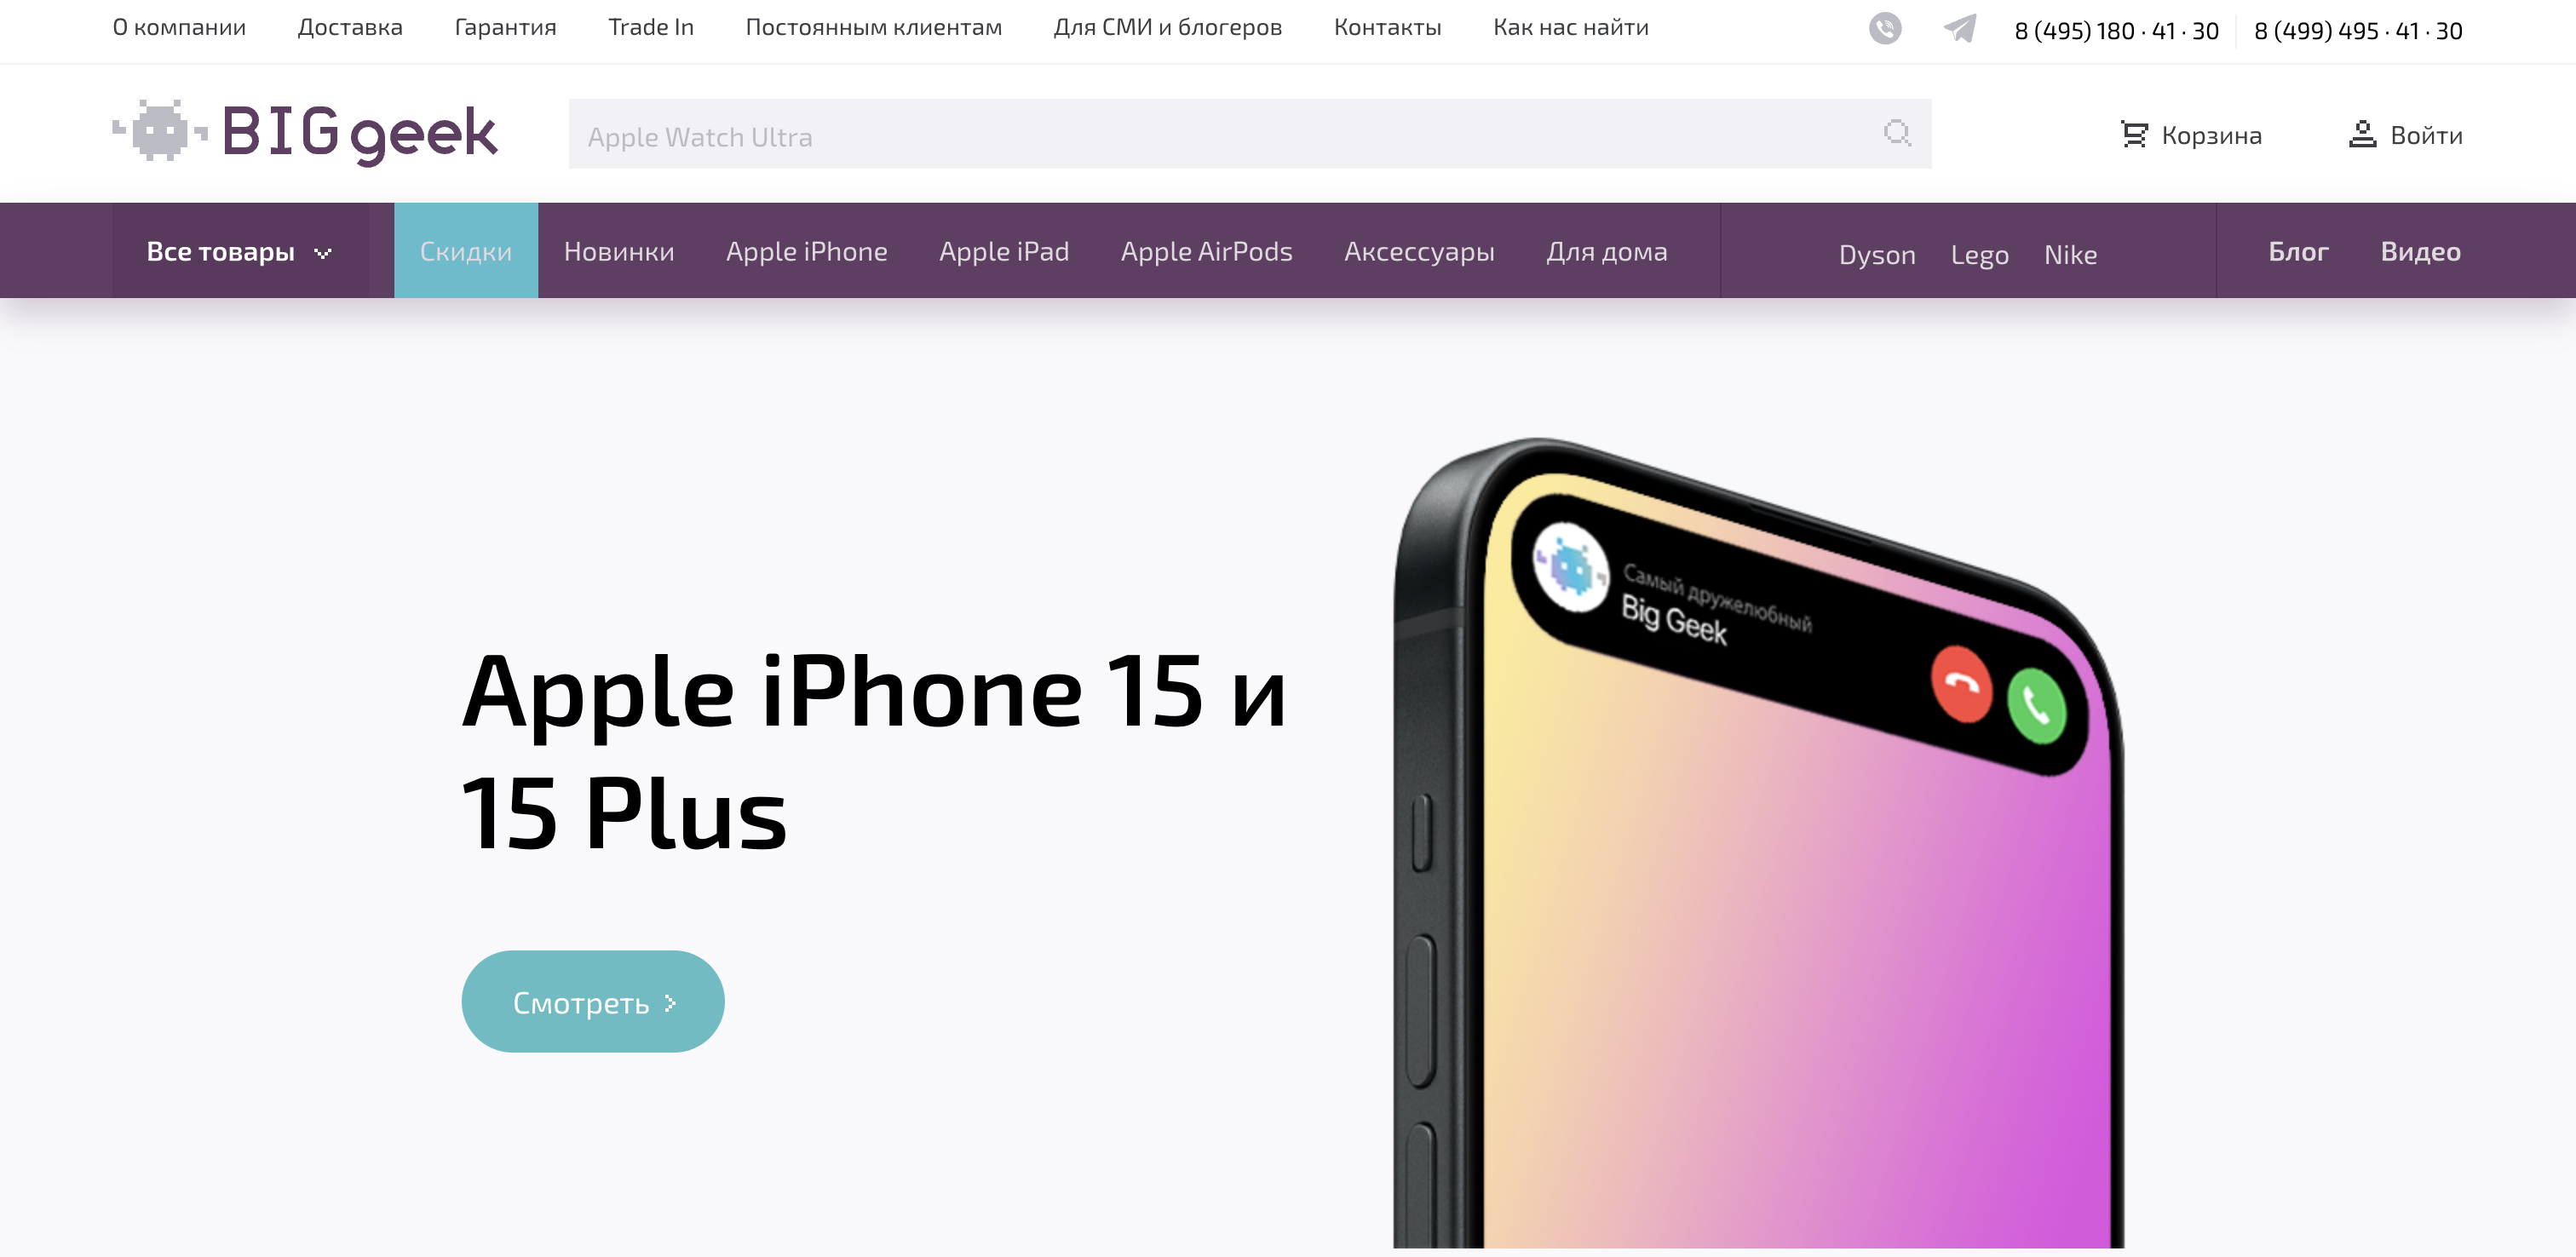 О компании Доставка Гарантия Trade In Постоянным клиентам Для СМИ и блогеров Контакты Как нас найти 8 (495) 180 · 41 · 30 8 (499) 495 · 41 · 30
BIG geek Apple Watch Ultra Корзина Войти
Все товары Скидки Новинки Apple iPhone Apple iPad Apple AirPods Аксессуары Для дома Dyson Lego Nike Блог Видео
Самый дружелюбный
Big Geek
Apple iPhone 15 и
15 Plus
Смотреть